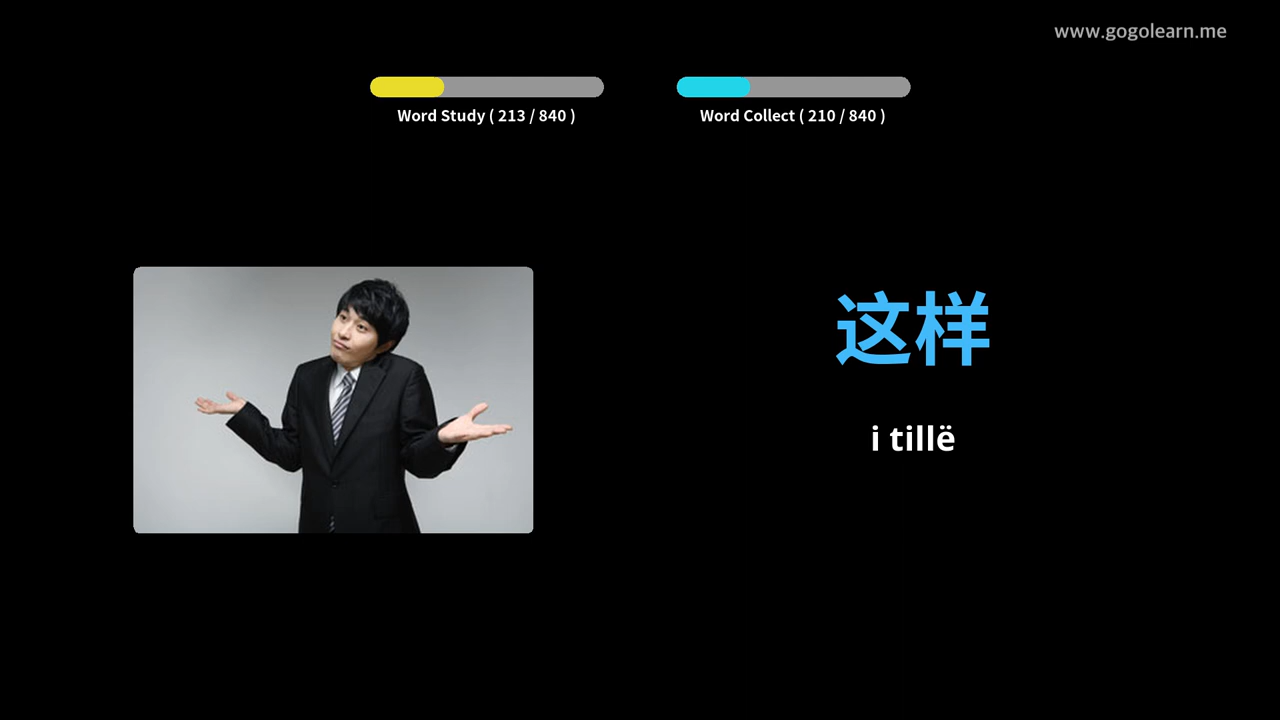 www.gogolearn.me
Word Study ( 213 / 840 )
Word Collect ( 210 / 840 )
这样
i tillë